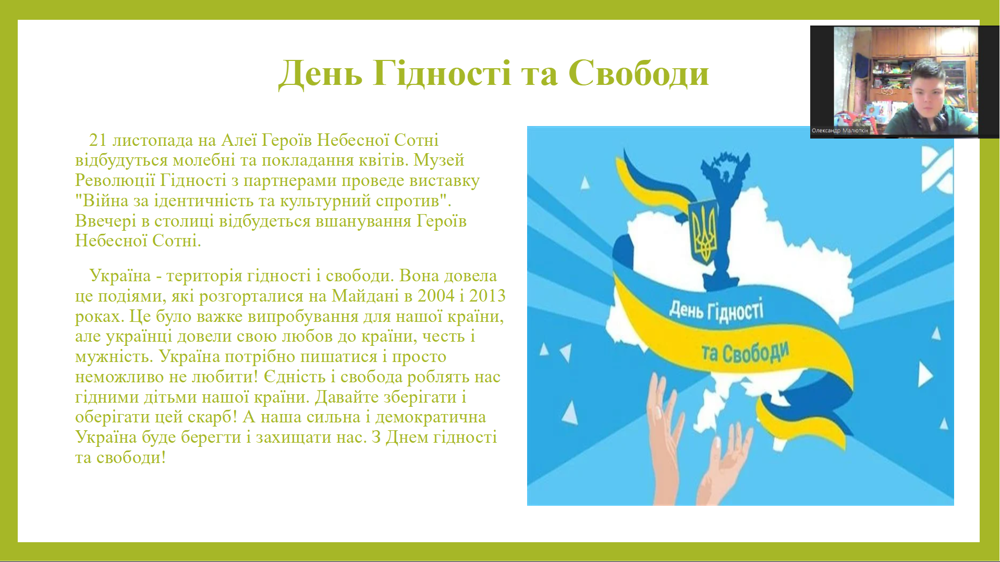 День Гідності та Свободи
Олександр Малюткін
21 листопада на Алеї Героїв Небесної Сотні
відбудуться молебні та покладання квітів. Музей
Революції Гідності з партнерами проведе виставку
"Війна за ідентичність та культурний спротив".
Ввечері в столиці відбудеться вшанування Героїв
Небесної Сотні.
Україна - територія гідності і свободи. Вона довела
це подіями, які розгорталися на Майдані в 2004 і 2013
роках. Це було важке випробування для нашої країни,
але українці довели свою любов до країни, честь і
мужність. Україна потрібно пишатися і просто
неможливо не любити! Єдність і свобода роблять нас
гідними дітьми нашої країни. Давайте зберігати і
оберігати цей скарб! А наша сильна і демократична
Україна буде берегти і захищати нас. З Днем гідності
та свободи!
День Гідності
та Свободи